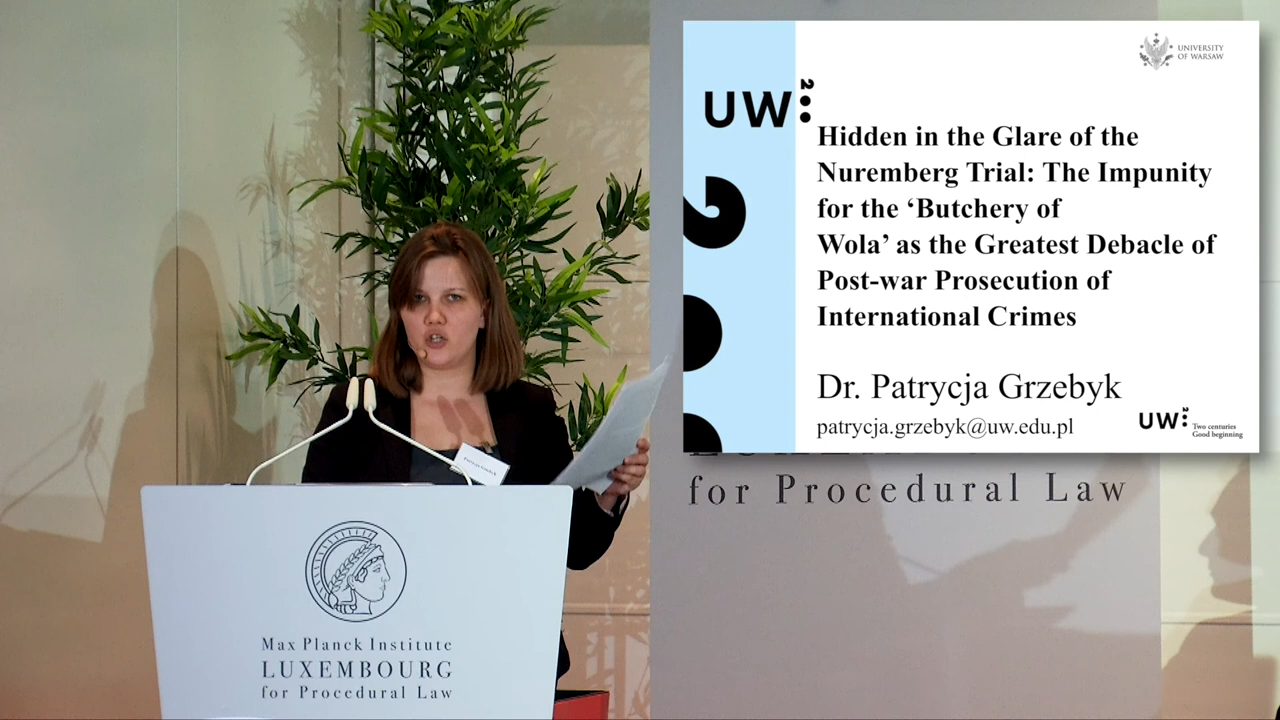 UNIVERSITY
OF WARSAW
UW
Hidden in the Glare of the
Nuremberg Trial: The Impunity
for the ‘Butchery of
Wola’ as the Greatest Debacle of
Post-war Prosecution of
International Crimes
Dr. Patrycja Grzebyk
patrycja.grzebyk@uw.edu.pl
UW
Two centuries
Good beginning
for Procedural Law
Max Planck Institute
LUXEMBOURG
for Procedural Law